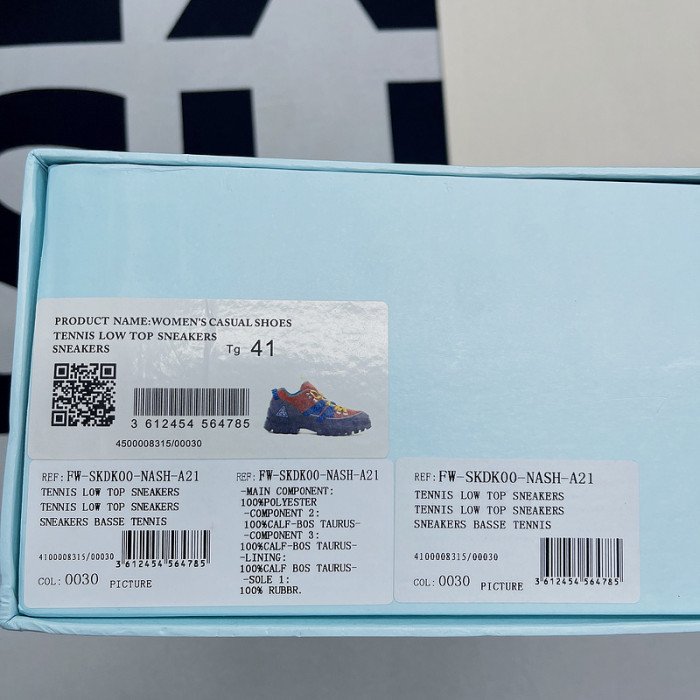 PRODUCT NAME:WOMEN'S CASUAL SHOES
TENNIS LOW TOP SNEAKERS
SNEAKERS
Tg 41
3 612454 564785
4500008315/00030
REF:FW-SKDK00-NASH-A21
TENNIS LOW TOP SNEAKERS
TENNIS LOW TOP SNEAKERS
SNEAKERS BASSE TENNIS
4100008315/00030
3 612454 564785
COL:0030 PICTURE
REF:FW-SKDK00-NASH-A21
-MAIN COMPONENT:
100%POLYESTER
-COMPONENT 2:
100%CALF-BOS TAURUS-
-COMPONENT 3:
100%CALF-BOS TAURUS-
-LINING:
100%CALF BOS TAURUS-
-SOLE 1:
100% RUBBR.
REF:FW-SKDK00-NASH-A21
TENNIS LOW TOP SNEAKERS
TENNIS LOW TOP SNEAKERS
SNEAKERS BASSE TENNIS
4100008315/00030
3 612454 564785
COL:0030 PICTURE